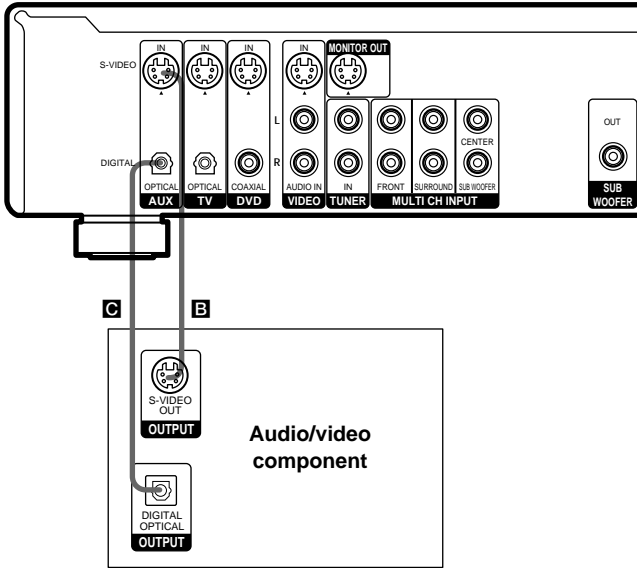 IN IN IN IN MONITOR OUT
S-VIDEO
L
CENTER
OUT
DIGITAL
R
OPTICAL OPTICAL COAXIAL AUDIO IN IN FRONT SURROUND SUB WOOFER
AUX TV DVD VIDEO TUNER MULTI CH INPUT
SUB
WOOFER
C B
S-VIDEO
OUT
OUTPUT
Audio/video
component
DIGITAL
OPTICAL
OUTPUT